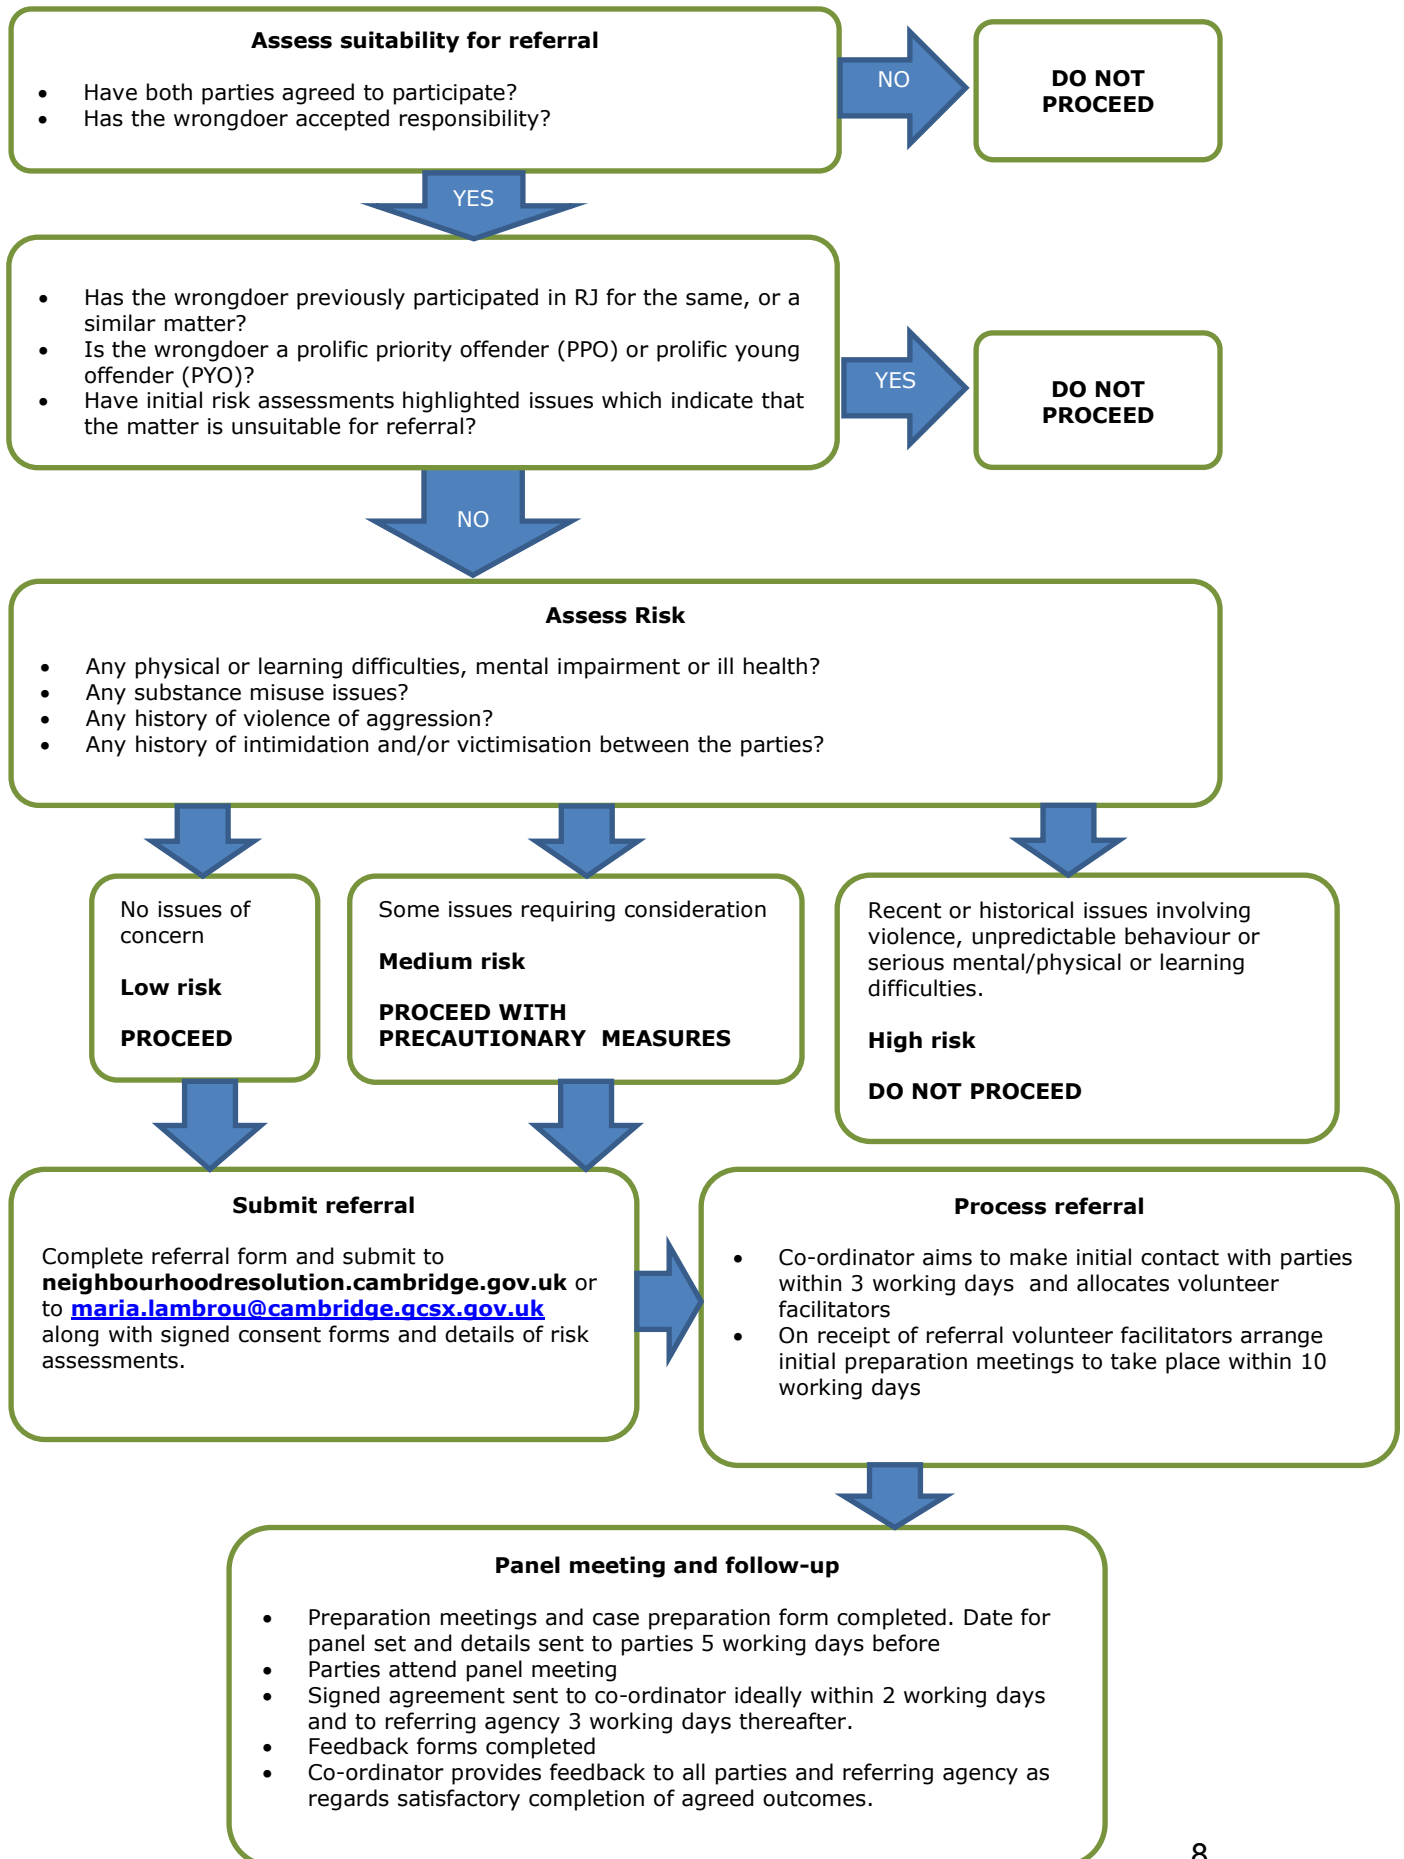 Assess suitability for referral
• Have both parties agreed to participate?
• Has the wrongdoer accepted responsibility?
NO
DO NOT
PROCEED
YES
• Has the wrongdoer previously participated in RJ for the same, or a
similar matter?
• Is the wrongdoer a prolific priority offender (PPO) or prolific young
offender (PYO)?
• Have initial risk assessments highlighted issues which indicate that
the matter is unsuitable for referral?
YES
DO NOT
PROCEED
NO
Assess Risk
• Any physical or learning difficulties, mental impairment or ill health?
• Any substance misuse issues?
• Any history of violence of aggression?
• Any history of intimidation and/or victimisation between the parties?
No issues of
concern
Low risk
PROCEED
Some issues requiring consideration
Medium risk
PROCEED WITH
PRECAUTIONARY MEASURES
Recent or historical issues involving
violence, unpredictable behaviour or
serious mental/physical or learning
difficulties.
High risk
DO NOT PROCEED
Submit referral
Complete referral form and submit to
neighbourhoodresolution.cambridge.gov.uk or
to maria.lambrou@cambridge.gcsx.gov.uk
along with signed consent forms and details of risk
assessments.
Process referral
• Co-ordinator aims to make initial contact with parties
within 3 working days and allocates volunteer
facilitators
• On receipt of referral volunteer facilitators arrange
initial preparation meetings to take place within 10
working days
Panel meeting and follow-up
• Preparation meetings and case preparation form completed. Date for
panel set and details sent to parties 5 working days before
• Parties attend panel meeting
• Signed agreement sent to co-ordinator ideally within 2 working days
and to referring agency 3 working days thereafter.
• Feedback forms completed
• Co-ordinator provides feedback to all parties and referring agency as
regards satisfactory completion of agreed outcomes.
8